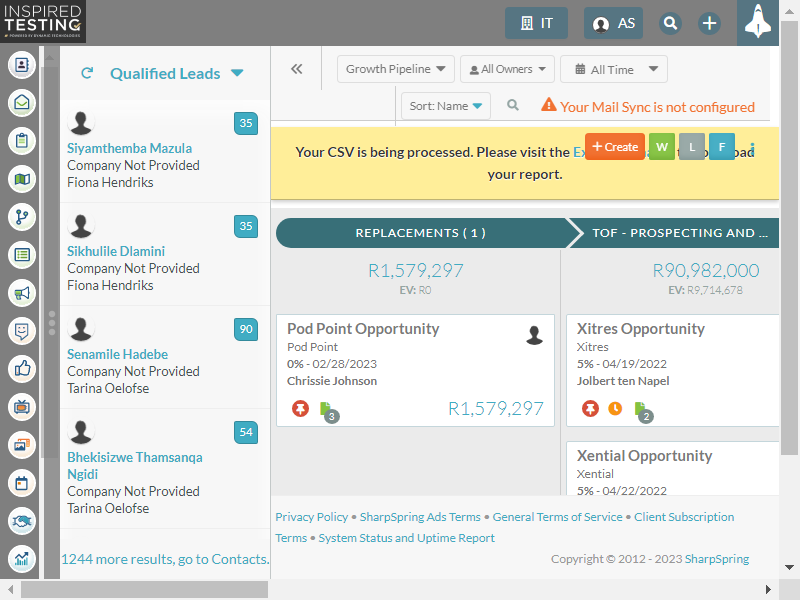 INSPIRED
TESTING
POWERED BY DYNAMIC TECHNOLOGIES
IT
AS
Qualified Leads
Siyamthemba Mazula
Company Not Provided
Fiona Hendriks
35
Sikhulile Dlamini
Company Not Provided
Fiona Hendriks
35
Senamile Hadebe
Company Not Provided
Tarina Oelofse
90
Bhekisizwe Thamsanqa
Ngidi
Company Not Provided
Tarina Oelofse
54
1244 more results, go to Contacts.
Growth Pipeline
All Owners
All Time
Sort: Name
Your Mail Sync is not configured
Your CSV is being processed. Please visit the
your report.
+ Create
W
L
F
REPLACEMENTS ( 1 )
TOF - PROSPECTING AND ...
R1,579,297
EV: R0
R90,982,000
EV: R9,714,678
Pod Point Opportunity
Pod Point
0% - 02/28/2023
Chrissie Johnson
3
R1,579,297
Xitres Opportunity
Xitres
5% - 04/19/2022
Jolbert ten Napel
2
Xential Opportunity
Xential
5% - 04/22/2022
Privacy Policy • SharpSpring Ads Terms • General Terms of Service • Client Subscription
Terms • System Status and Uptime Report
Copyright © 2012 - 2023 SharpSpring